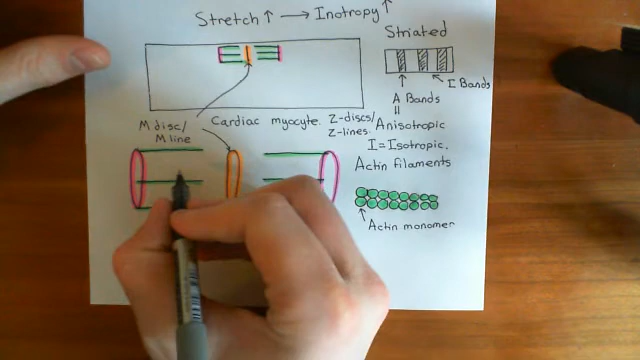 Stretch ↑ → Inotropy ↑
Striated
I Bands
A Bands
=
Anisotropic
I = Isotropic.
M disc/
M line
Cardiac myocyte.
Z-discs/
Z-lines.
Actin filaments
Actin monomer